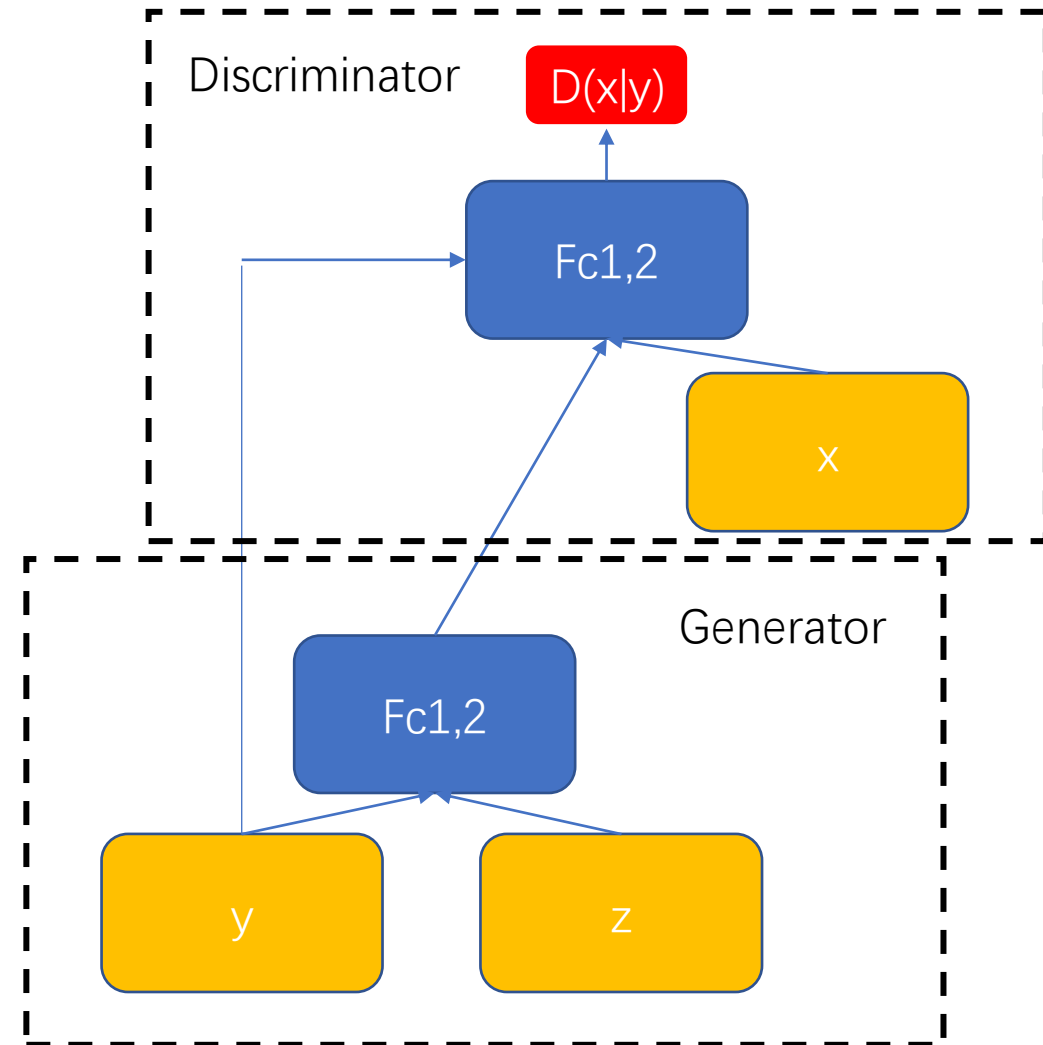 Discriminator
D(x|y)
Fc1,2
x
Generator
Fc1,2
y
z